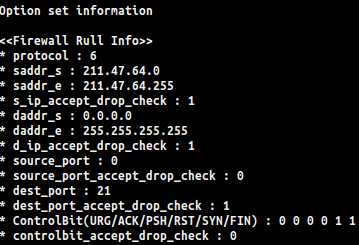 Option set information
<<Firewall Rull Info>>
* protocol : 6
* saddr_s : 211.47.64.0
* saddr_e : 211.47.64.255
* s_ip_accept_drop_check : 1
* daddr_s : 0.0.0.0
* daddr_e : 255.255.255.255
* d_ip_accept_drop_check : 1
* source_port : 0
* source_port_accept_drop_check : 0
* dest_port : 21
* dest_port_accept_drop_check : 1
* ControlBit(URG/ACK/PSH/RST/SYN/FIN) : 0 0 0 0 1 1
* controlbit_accept_drop_check : 0